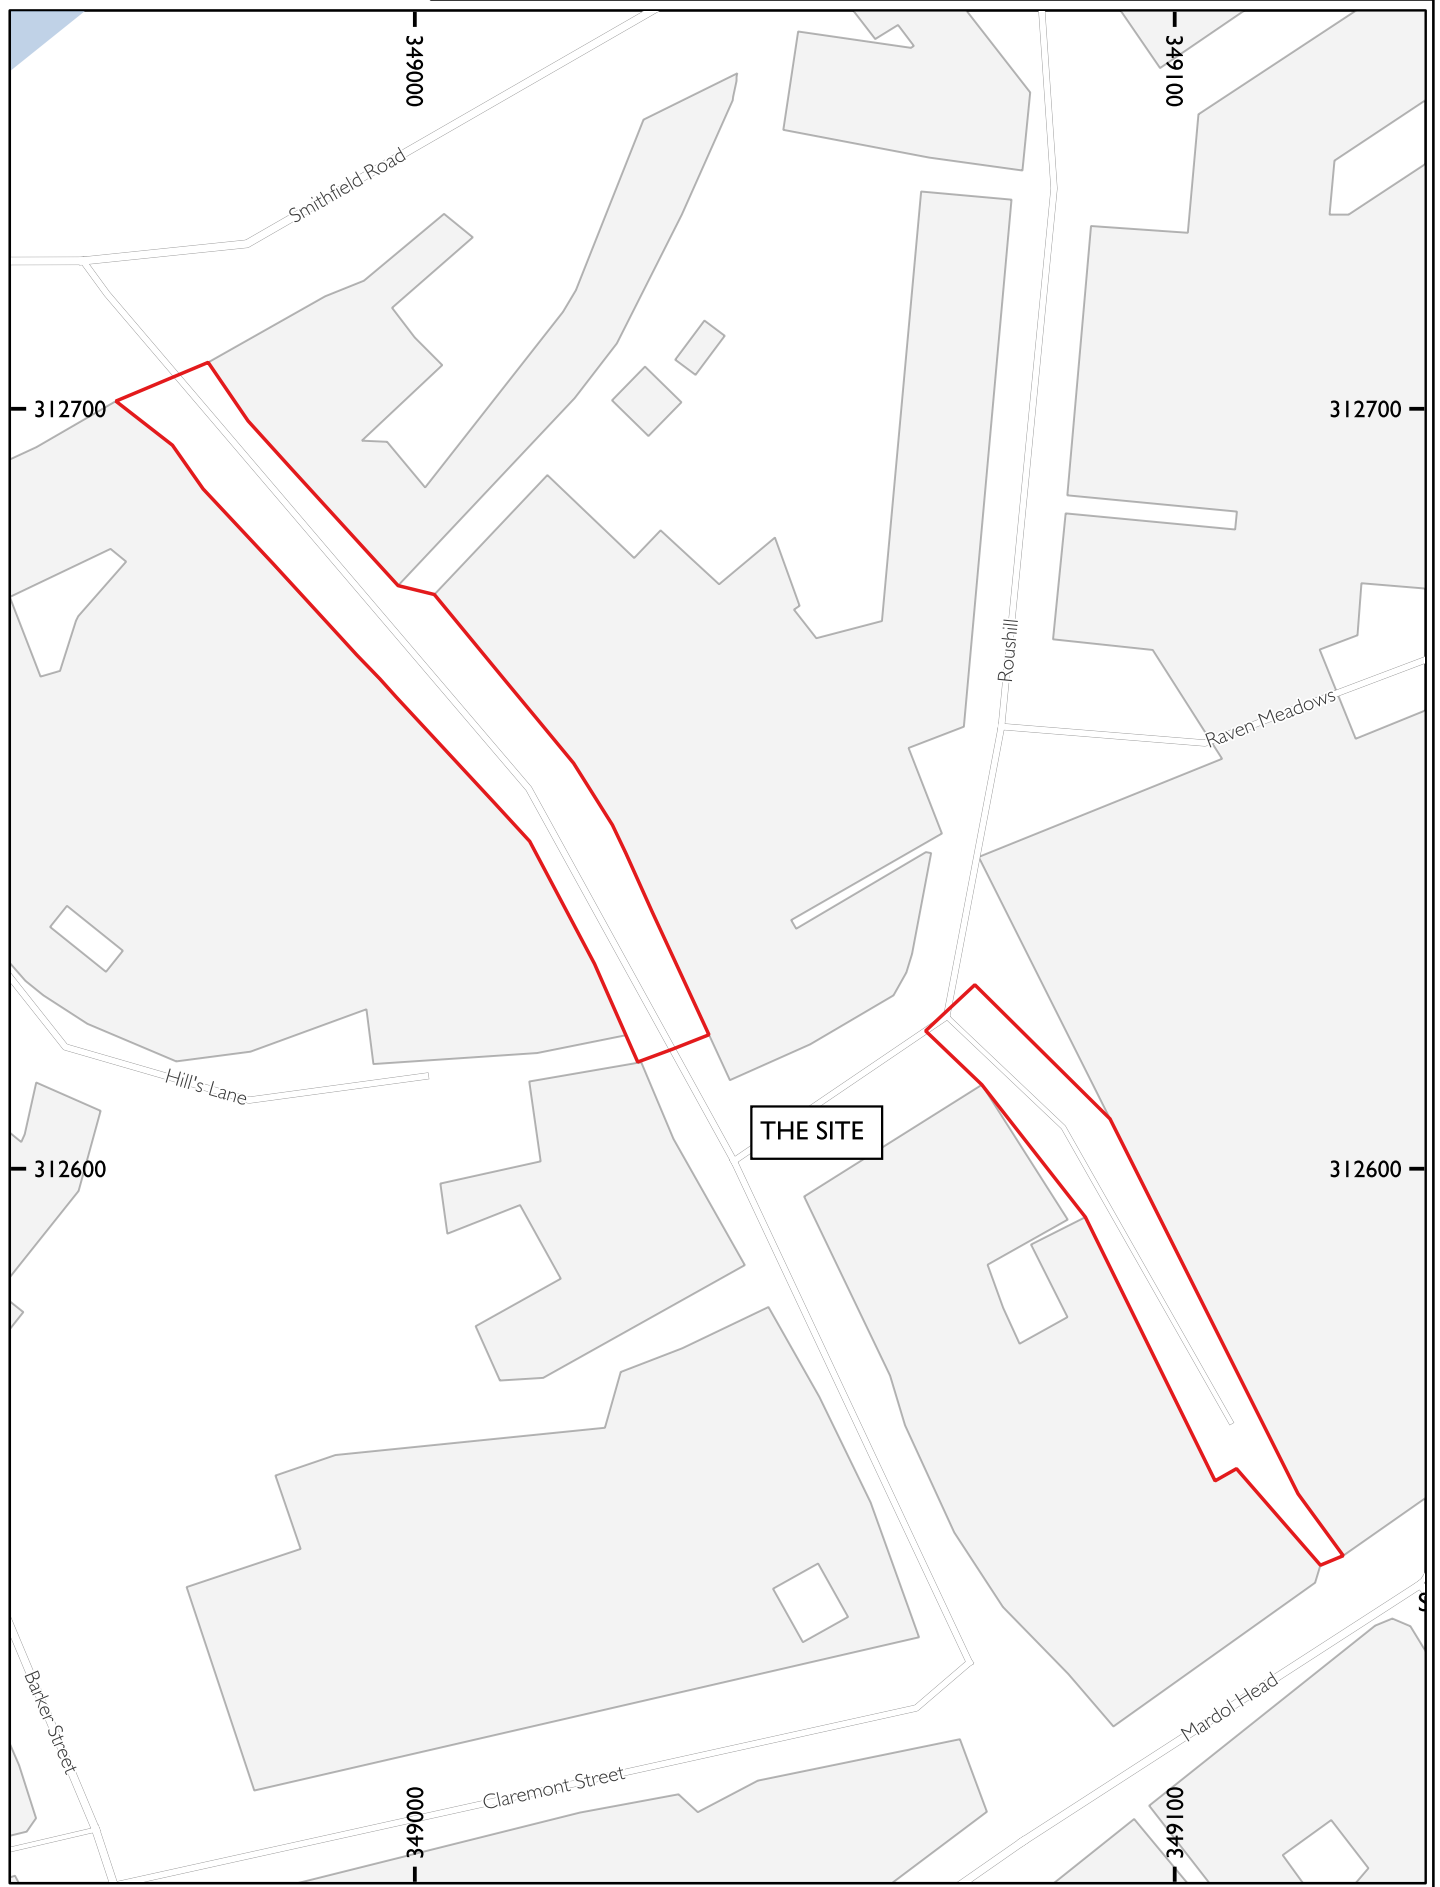 349000
349100
Smithfield Road
312700
312700
Roushill
Raven Meadows
Hill's Lane
THE SITE
312600
312600
Barker Street
Mardol Head
Claremont Street
349000
349100